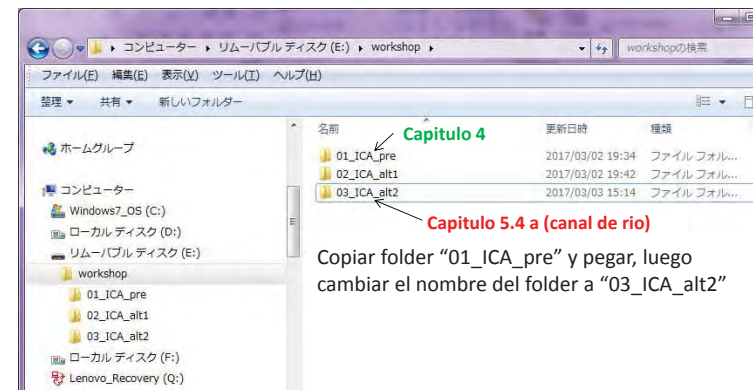 コンピューター ▸ リムーバブル ディスク (E:) ▸ workshop ▸
workshopの検索
ファイル(F) 編集(E) 表示(V) ツール(T) ヘルプ(H)
整理 ▼ 共有 ▼ 新しいフォルダー
名前 更新日時 種類
Capitulo 4
01_ICA_pre 2017/03/02 19:34 ファイル フォル...
02_ICA_alt1 2017/03/02 19:42 ファイル フォル...
03_ICA_alt2 2017/03/03 15:14 ファイル フォル...
Capitulo 5.4 a (canal de rio)
Copiar folder “01_ICA_pre” y pegar, luego
cambiar el nombre del folder a “03_ICA_alt2”
ホームグループ
コンピューター
Windows7_OS (C:)
ローカル ディスク (D:)
リムーバブル ディスク (E:)
workshop
01_ICA_pre
02_ICA_alt1
03_ICA_alt2
ローカル ディスク (F:)
Lenovo_Recovery (Q:)